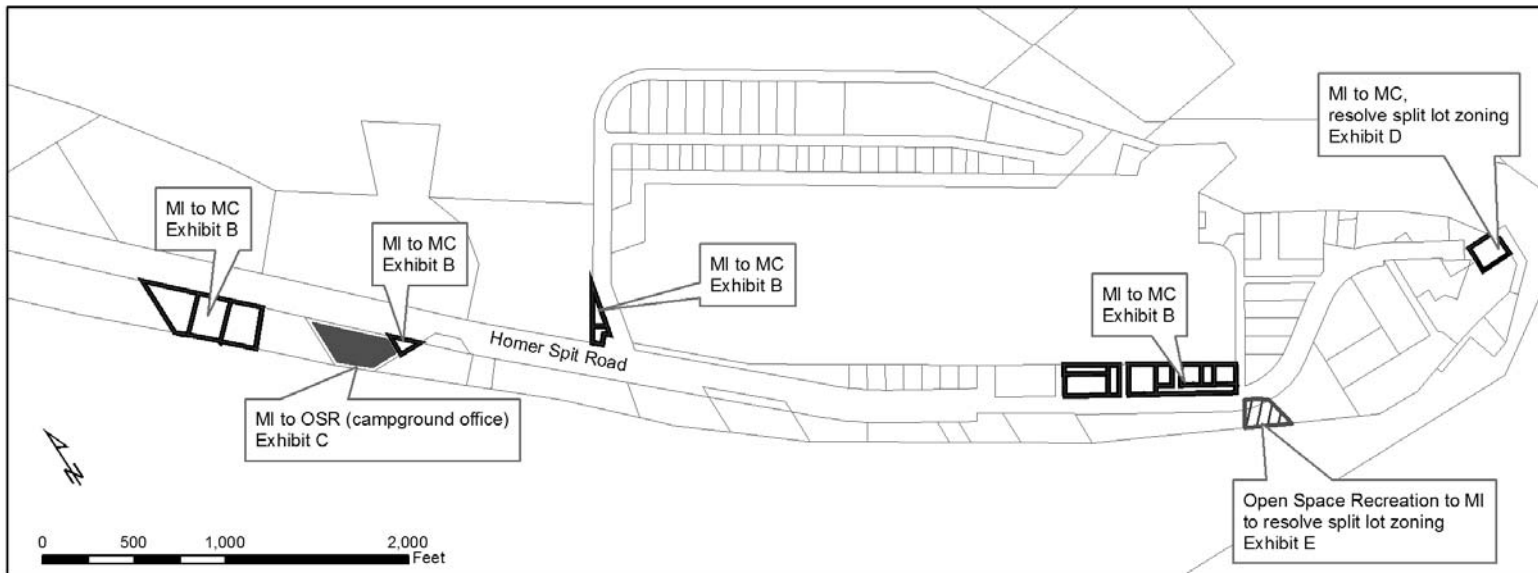 MI to MC,
resolve split lot zoning
Exhibit D
MI to MC
Exhibit B
MI to MC
Exhibit B
MI to MC
Exhibit B
MI to MC
Exhibit B
Homer Spit Road
MI to OSR (campground office)
Exhibit C
Open Space Recreation to MI
to resolve split lot zoning
Exhibit E
N
0 500 1,000 2,000
Feet